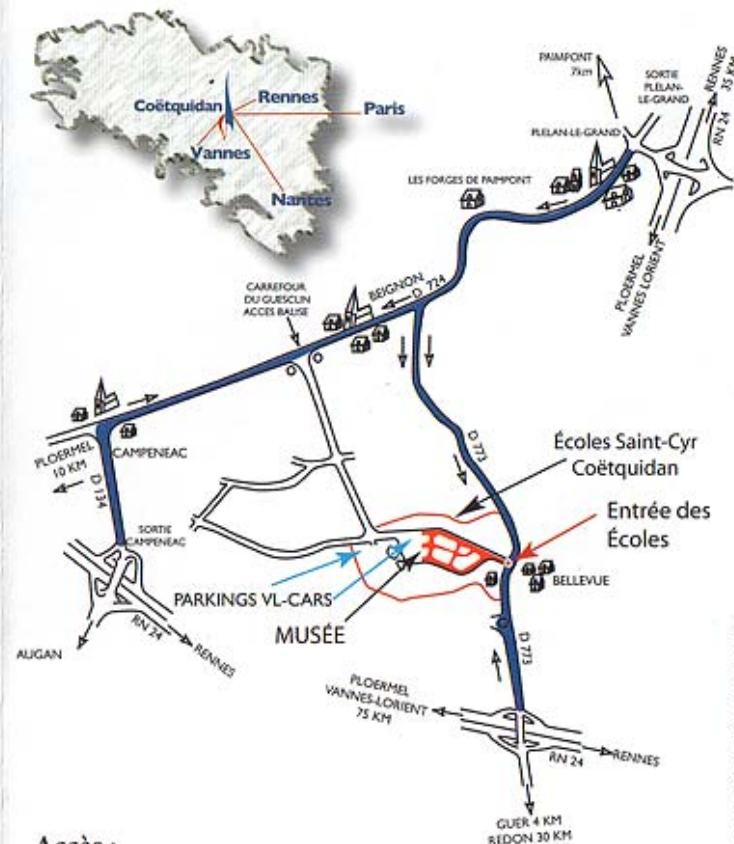 Coëtquidan
Rennes
Paris
Vannes
Nantes
PAIMPONT
7km
SORTIE
PLELAN-
LE-GRAND
RENNES
35 KM
RN 24
PLELAN-LE-GRAND
LES FORGES DE PAIMPONT
PLOERMEL
VANNES LORIENT
CARREFOUR
DU GUESCLIN
ACCES BALISE
BEIGNON
D 724
PLOERMEL
10 KM
CAMPENEAC
D 134
SORTIE
CAMPENEAC
D 773
Écoles Saint-Cyr
Coëtquidan
Entrée des
Écoles
BELLEVUE
PARKINGS VL-CARS
MUSÉE
AUGAN
RN 24
RENNES
D 773
PLOERMEL
VANNES-LORIENT
75 KM
RN 24
RENNES
GUER 4 KM
REDON 30 KM
Accès :